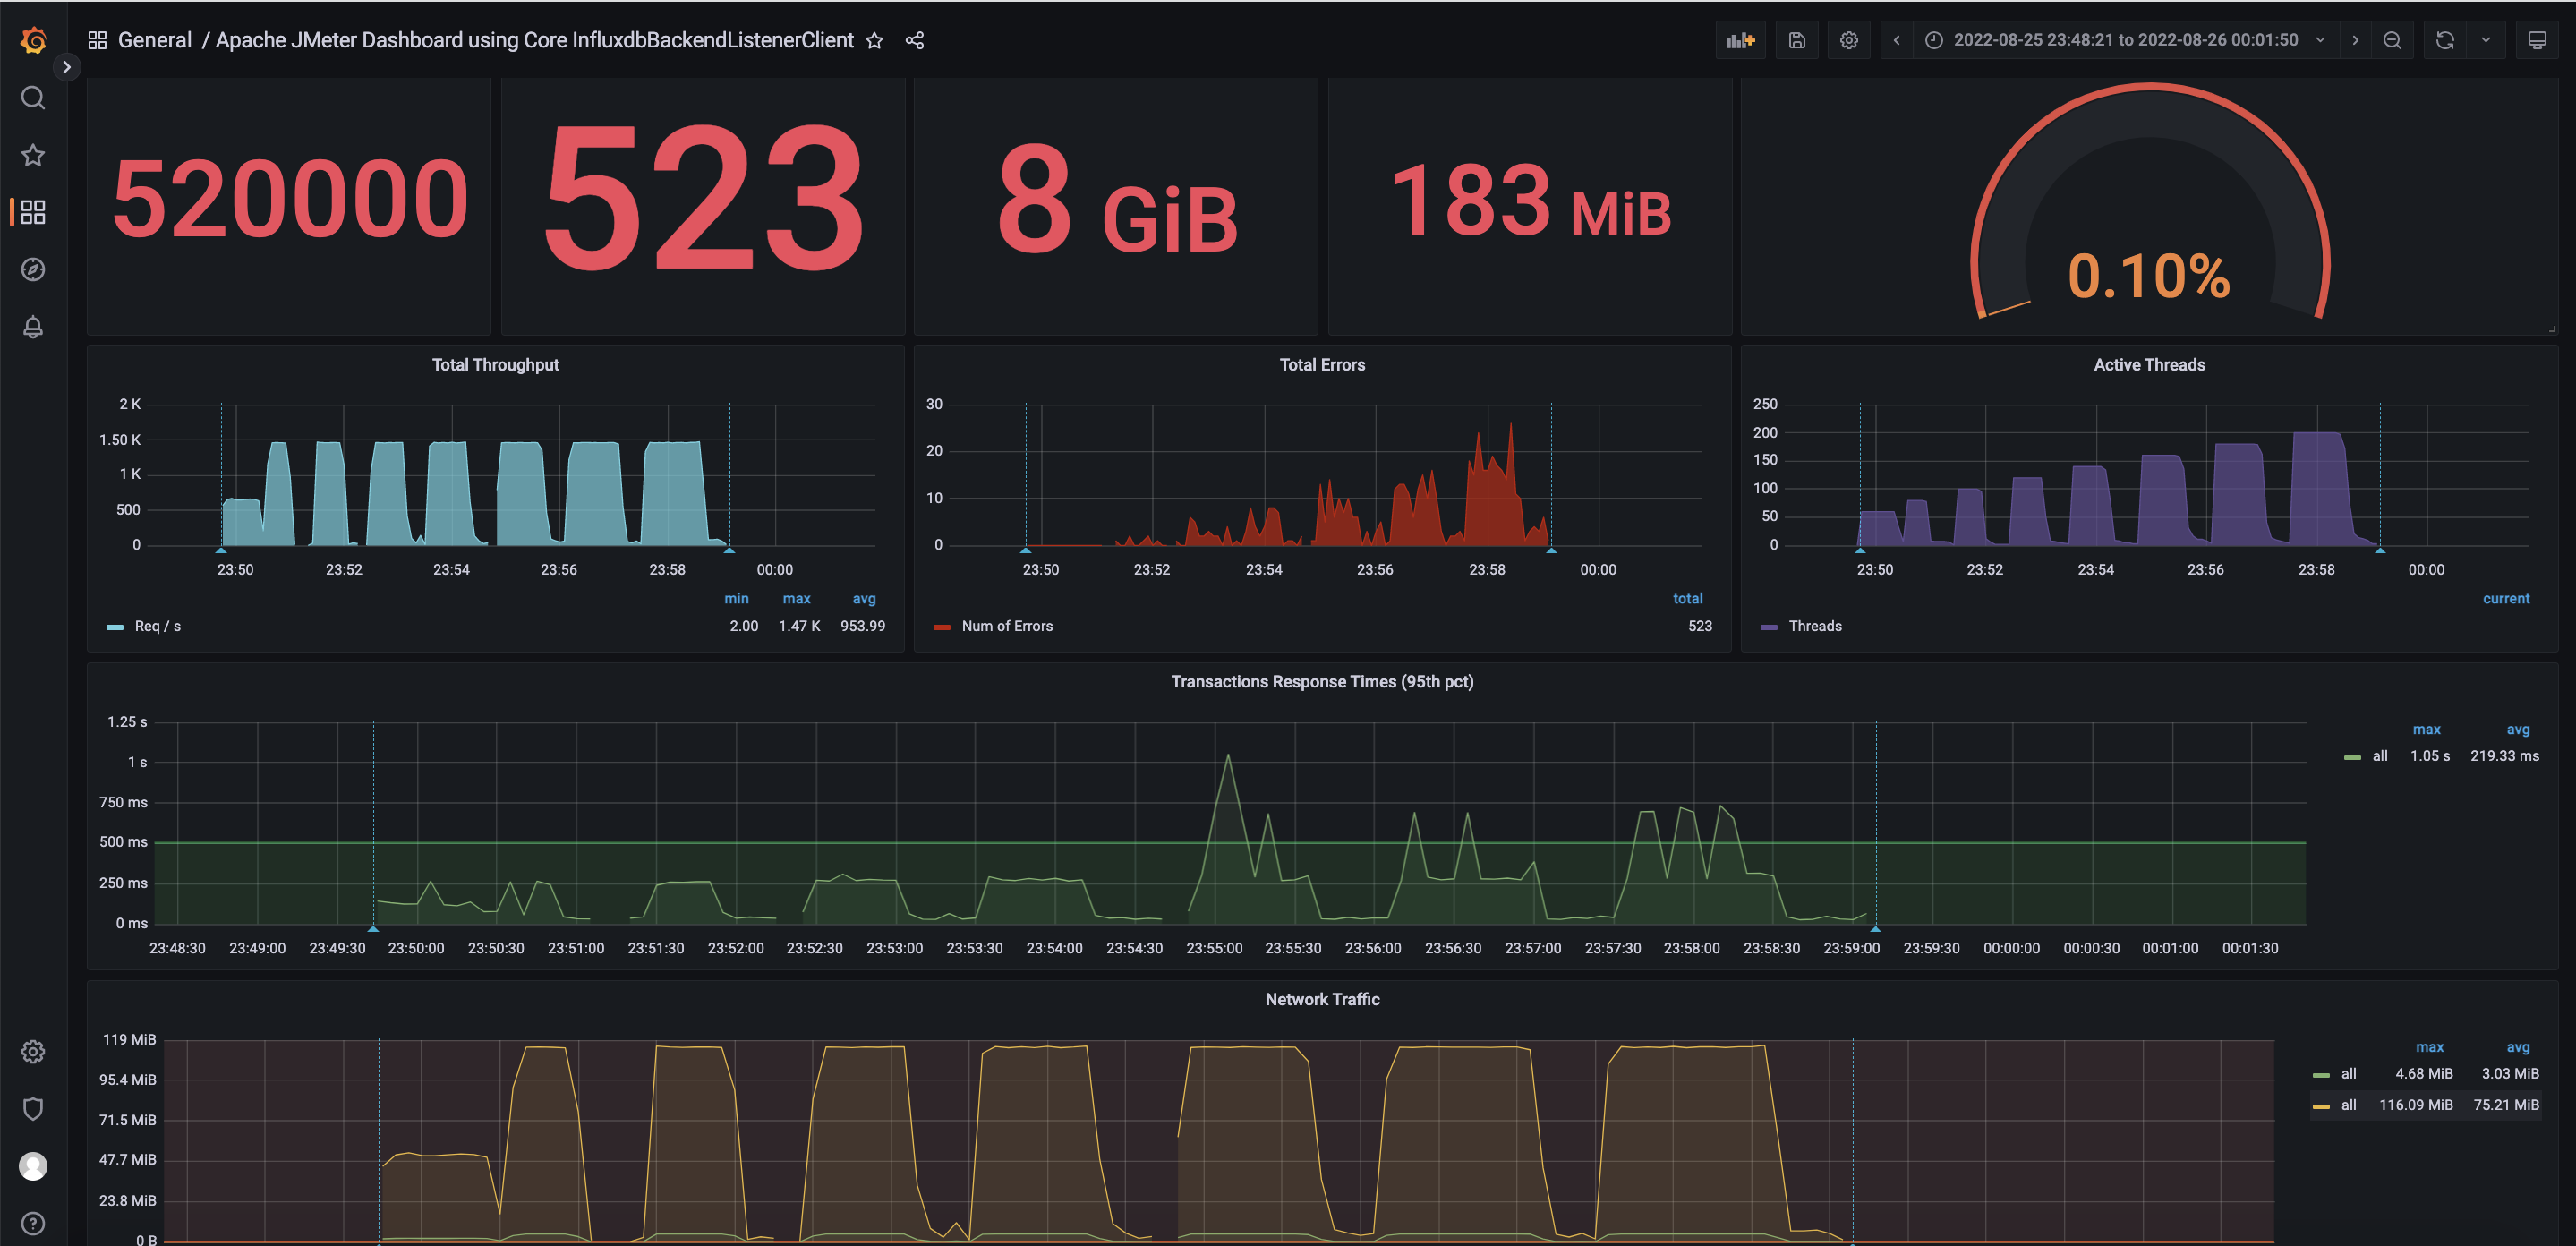 General / Apache JMeter Dashboard using Core InfluxdbBackendListenerClient
2022-08-25 23:48:21 to 2022-08-26 00:01:50
520000
523
8 GiB
183 MiB
0.10%
Total Throughput
2 K
1.50 K
1 K
500
0
23:50 23:52 23:54 23:56 23:58 00:00
min max avg
Req / s 2.00 1.47 K 953.99
Total Errors
30
20
10
0
23:50 23:52 23:54 23:56 23:58 00:00
total
Num of Errors 523
Active Threads
250
200
150
100
50
0
23:50 23:52 23:54 23:56 23:58 00:00
current
Threads
Transactions Response Times (95th pct)
1.25 s
1 s
750 ms
500 ms
250 ms
0 ms
23:48:30 23:49:00 23:49:30 23:50:00 23:50:30 23:51:00 23:51:30 23:52:00 23:52:30 23:53:00 23:53:30 23:54:00 23:54:30 23:55:00 23:55:30 23:56:00 23:56:30 23:57:00 23:57:30 23:58:00 23:58:30 23:59:00 23:59:30 00:00:00 00:00:30 00:01:00 00:01:30
max avg
all 1.05 s 219.33 ms
Network Traffic
119 MiB
95.4 MiB
71.5 MiB
47.7 MiB
23.8 MiB
0 B
max avg
all 4.68 MiB 3.03 MiB
all 116.09 MiB 75.21 MiB